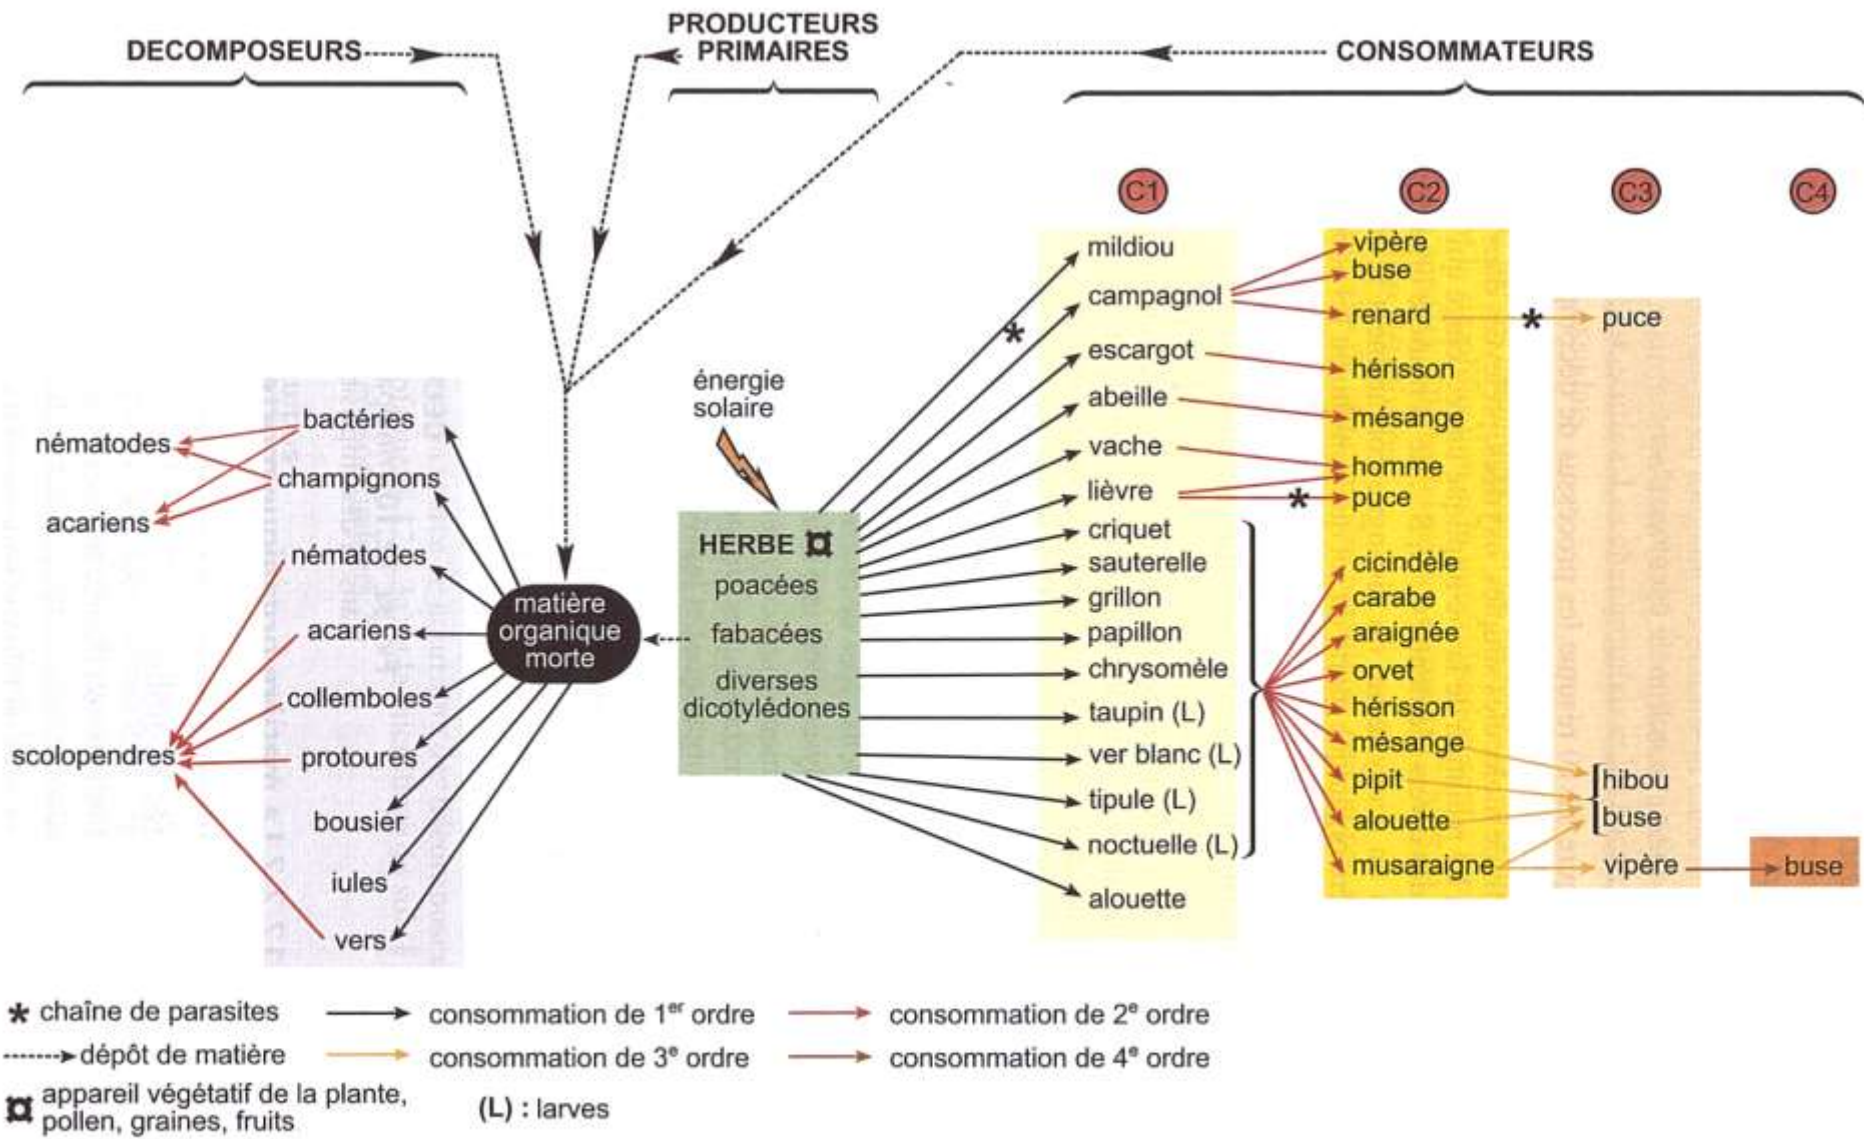 DECOMPOSEURS
PRODUCTEURS
PRIMAIRES
CONSOMMATEURS
C1
C2
C3
C4
nématodes
acariens
scolopendres
bactéries
champignons
nématodes
acariens
collemboles
protoures
bousier
iules
vers
matière
organique
morte
énergie
solaire
HERBE ¤
poacées
fabacées
diverses
dicotylédones
mildiou
*
campagnol
escargot
abeille
vache
lièvre
criquet
sauterelle
grillon
papillon
chrysomèle
taupin (L)
ver blanc (L)
tipule (L)
noctuelle (L)
alouette
vipère
buse
renard
*
hérisson
mésange
homme
*
puce
cicindèle
carabe
araignée
orvet
hérisson
mésange
pipit
alouette
musaraigne
puce
hibou
buse
vipère
buse
* chaîne de parasites
consommation de 1er ordre
consommation de 2e ordre
dépôt de matière
consommation de 3e ordre
consommation de 4e ordre
¤ appareil végétatif de la plante,
pollen, graines, fruits
(L) : larves